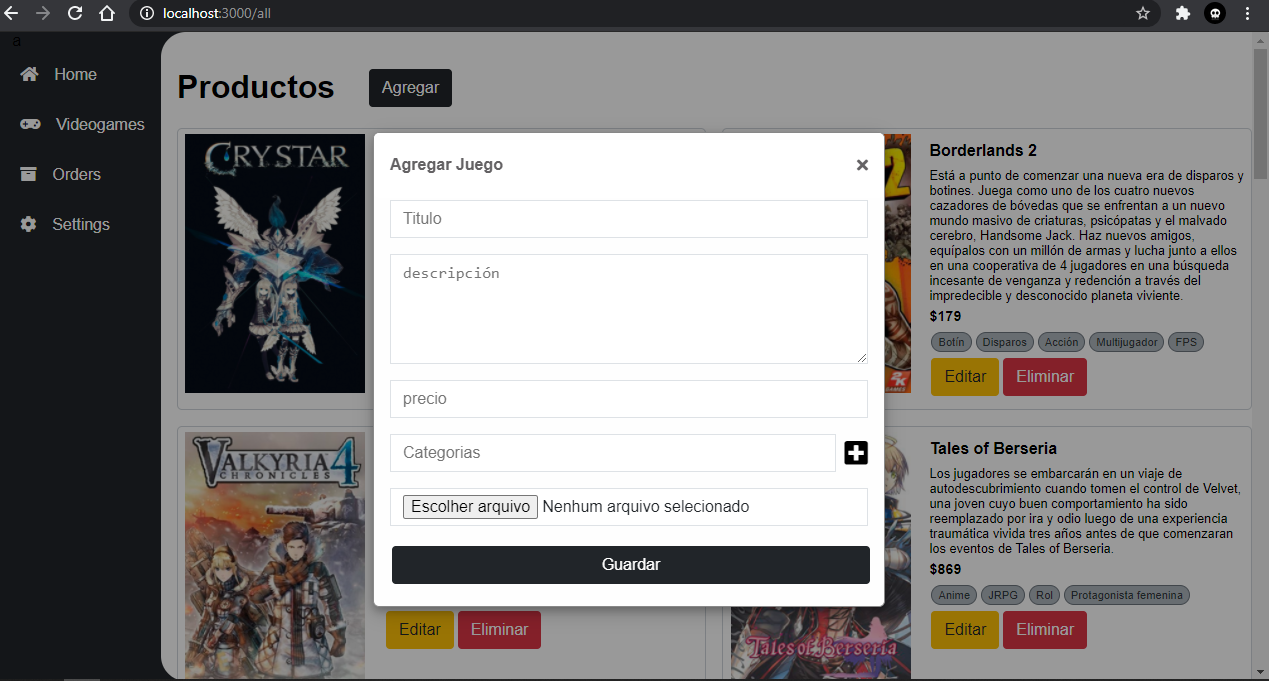 localhost:3000/all
a
Home
Videogames
Orders
Settings
Productos
Agregar
CRYSTAR
Agregar Juego
Titulo
descripción
precio
Categorias
Escolher arquivo Nenhum arquivo selecionado
Guardar
2
2K
GAMES
Borderlands 2
Está a punto de comenzar una nueva era de disparos y
botines. Juega como uno de los cuatro nuevos
cazadores de bóvedas que se enfrentan a un nuevo
mundo masivo de criaturas, psicópatas y el malvado
cerebro, Handsome Jack. Haz nuevos amigos,
equípalos con un millón de armas y lucha junto a ellos
en una cooperativa de 4 jugadores en una búsqueda
incesante de venganza y redención a través del
impredecible y desconocido planeta viviente.
$179
Botín Disparos Acción Multijugador FPS
Editar Eliminar
VALKYRIA 4
CHRONICLES
Editar Eliminar
Tales of Berseria
Tales of Berseria
Los jugadores se embarcarán en un viaje de
autodescubrimiento cuando tomen el control de Velvet,
una joven cuyo buen comportamiento ha sido
reemplazado por ira y odio luego de una experiencia
traumática vivida tres años antes de que comenzaran
los eventos de Tales of Berseria.
$869
Anime JRPG Rol Protagonista femenina
Editar Eliminar